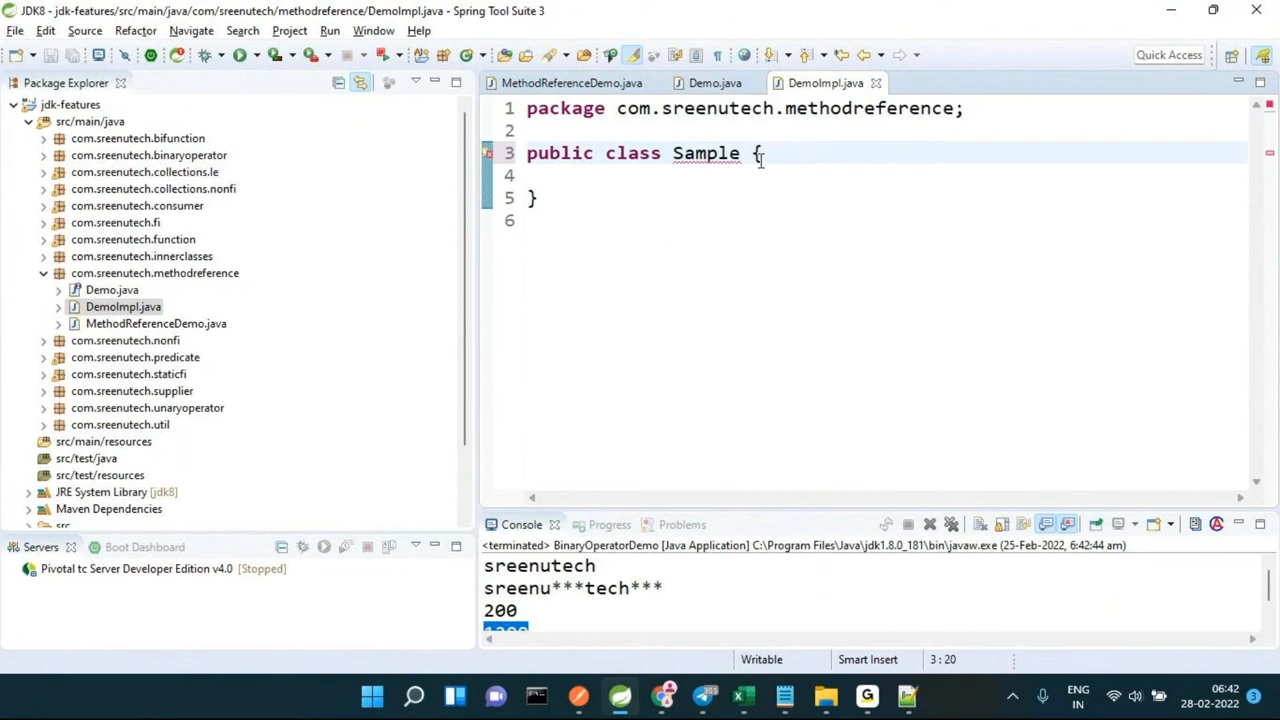 JDK8 - jdk-features/src/main/java/com/sreenutech/methodreference/DemoImpl.java - Spring Tool Suite 3
File Edit Source Refactor Navigate Search Project Run Window Help
Quick Access
Package Explorer
jdk-features
src/main/java
com.sreenutech.bifunction
com.sreenutech.binaryoperator
com.sreenutech.collections.le
com.sreenutech.collections.nonfi
com.sreenutech.consumer
com.sreenutech.fi
com.sreenutech.function
com.sreenutech.innerclasses
com.sreenutech.methodreference
Demo.java
DemoImpl.java
MethodReferenceDemo.java
com.sreenutech.nonfi
com.sreenutech.predicate
com.sreenutech.staticfi
com.sreenutech.supplier
com.sreenutech.unaryoperator
com.sreenutech.util
src/main/resources
src/test/java
src/test/resources
JRE System Library [jdk8]
Maven Dependencies
src
Servers Boot Dashboard
Pivotal tc Server Developer Edition v4.0 [Stopped]
MethodReferenceDemo.java Demo.java DemoImpl.java
1 package com.sreenutech.methodreference;
2
3 public class Sample {
4
5 }
6
Console Progress Problems
<terminated> BinaryOperatorDemo [Java Application] C:\Program Files\Java\jdk1.8.0_181\bin\javaw.exe (25-Feb-2022, 6:42:44 am)
sreenutech
sreenu***tech***
200
Writable Smart Insert 3 : 20
ENG
IN
06:42
28-02-2022
3